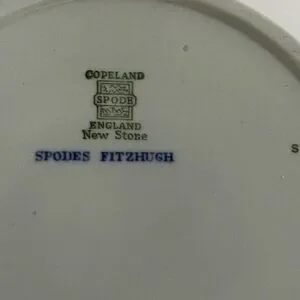 COPELAND
SPODE
ENGLAND
New Stone
SPODES FITZHUGH
S